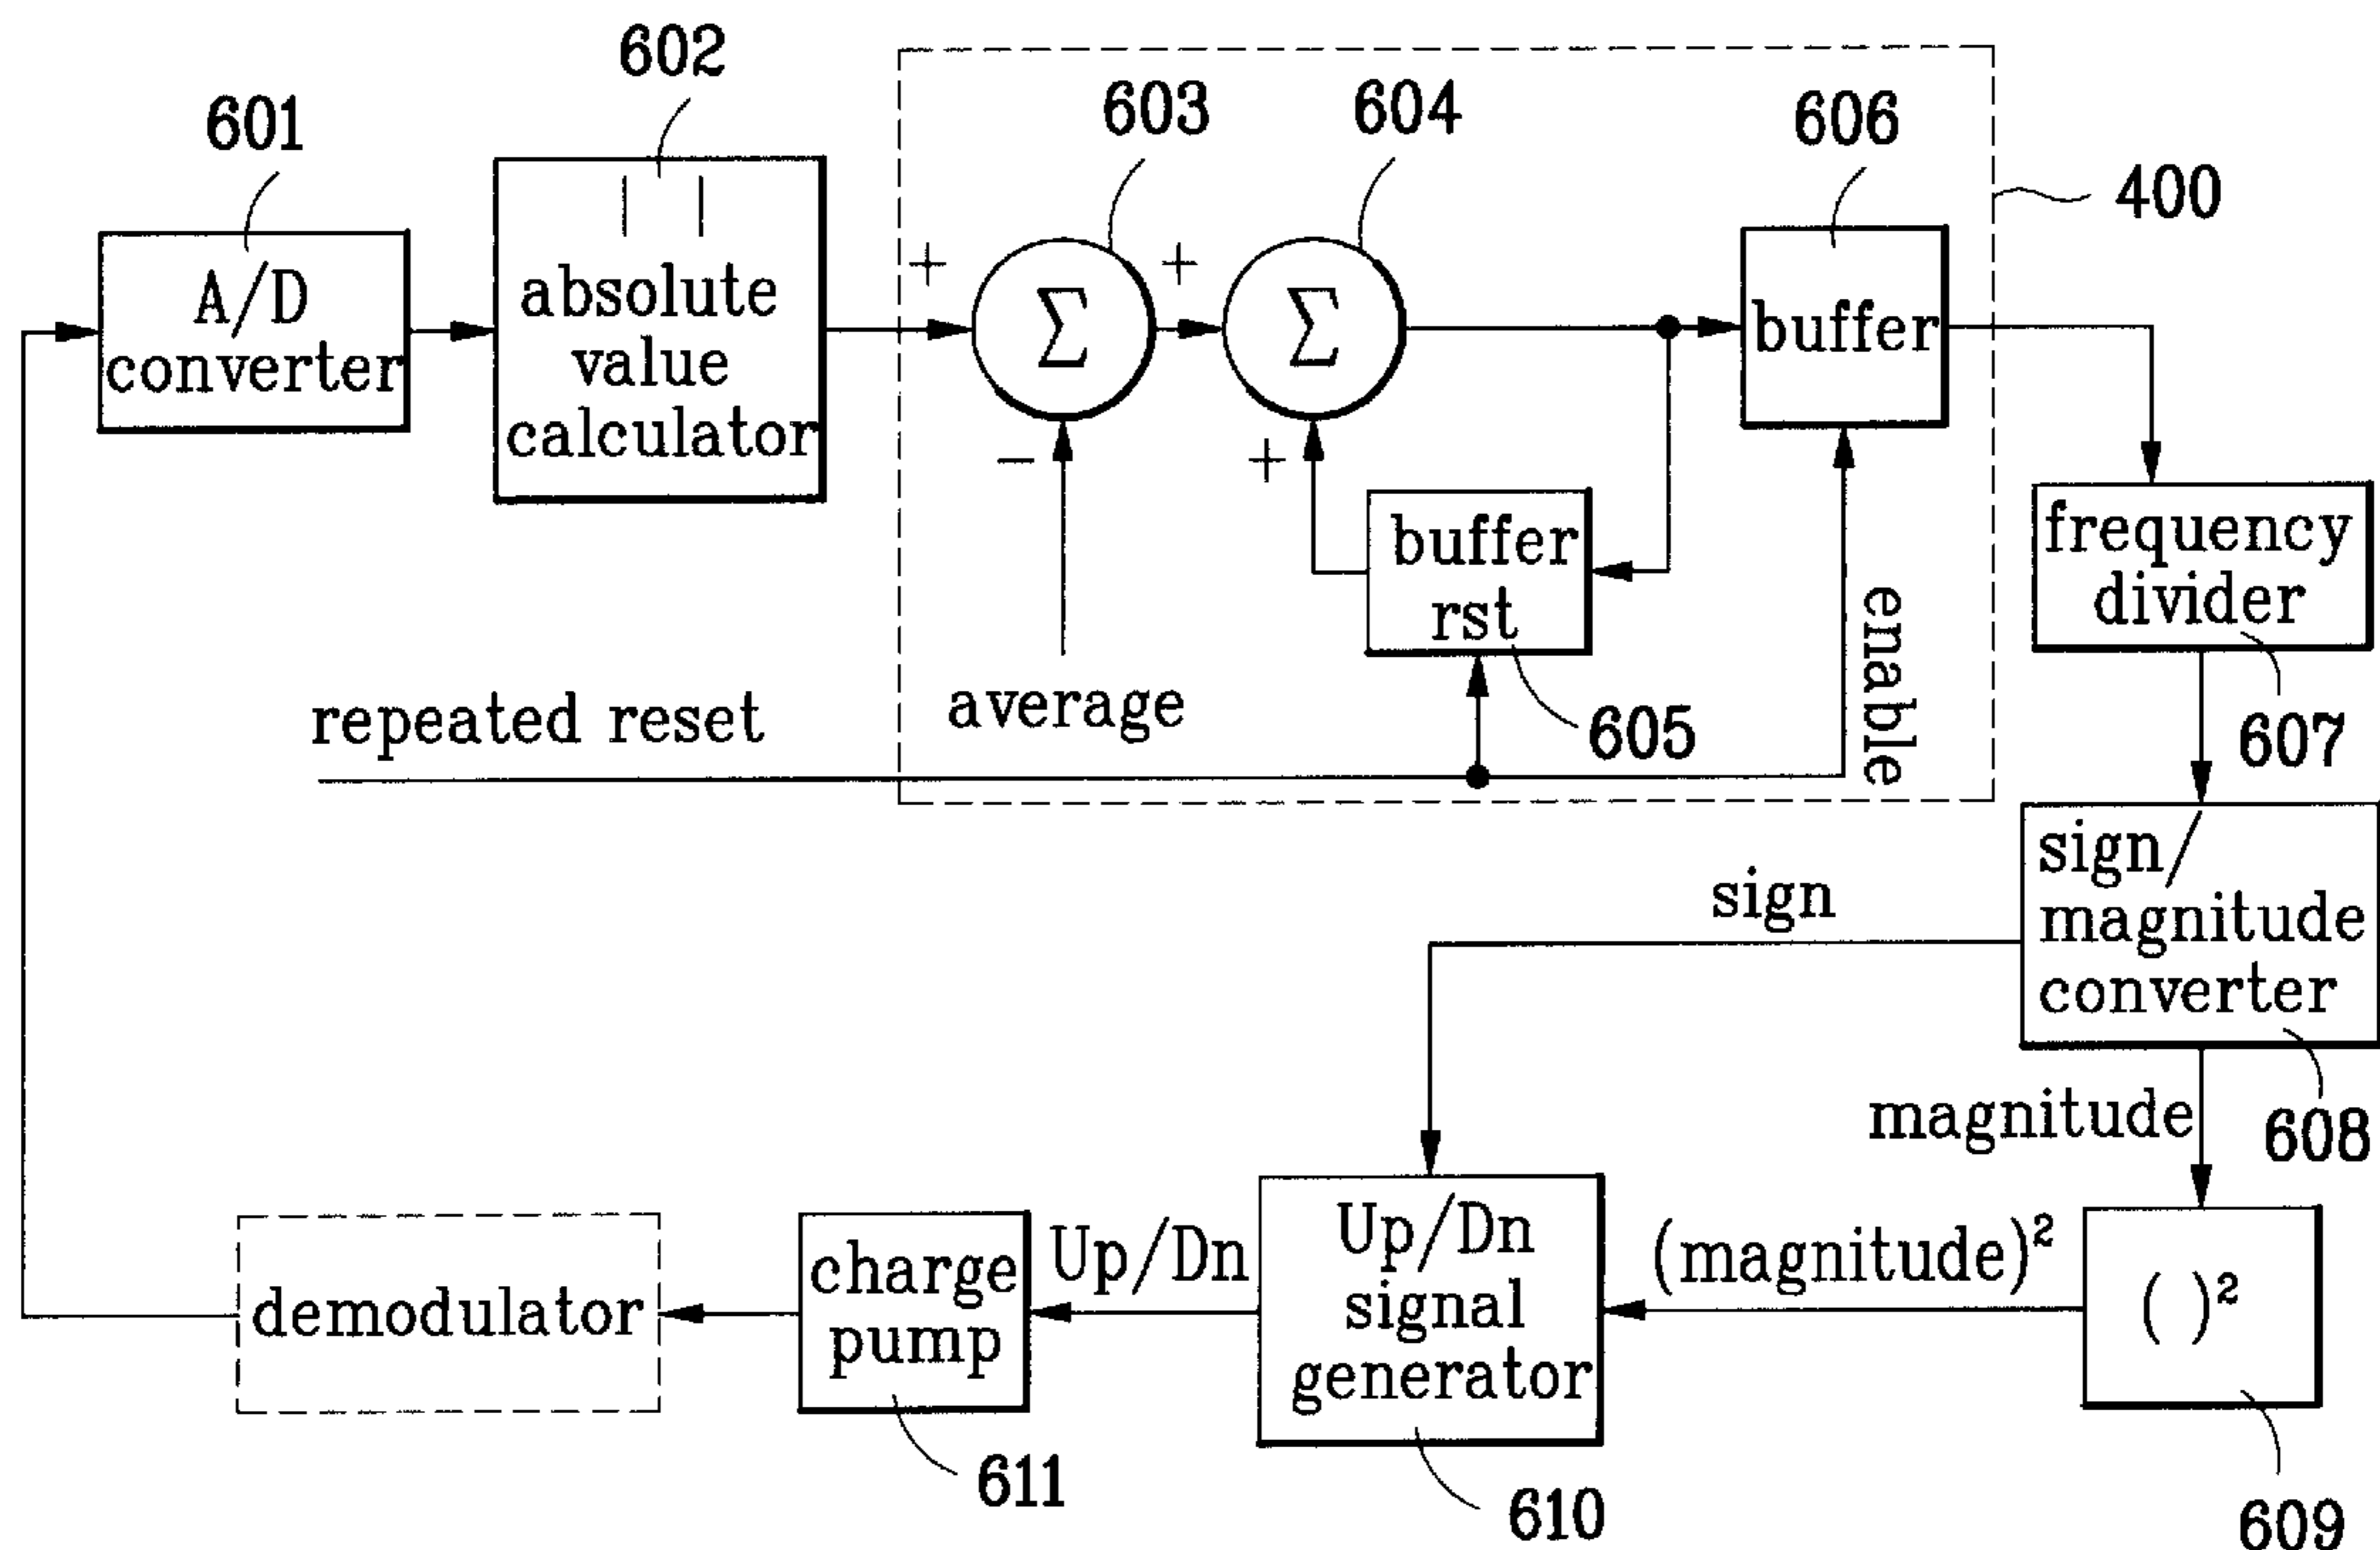 602
601
603
604
606
400
| |
absolute
value
calculator
A/D
converter
+
Σ
+
Σ
buffer
−
+
average
buffer
rst
605
enable
repeated reset
frequency
divider
607
sign/
magnitude
converter
608
sign
magnitude
( )²
609
(magnitude)²
Up/Dn
signal
generator
610
Up/Dn
charge
pump
611
demodulator